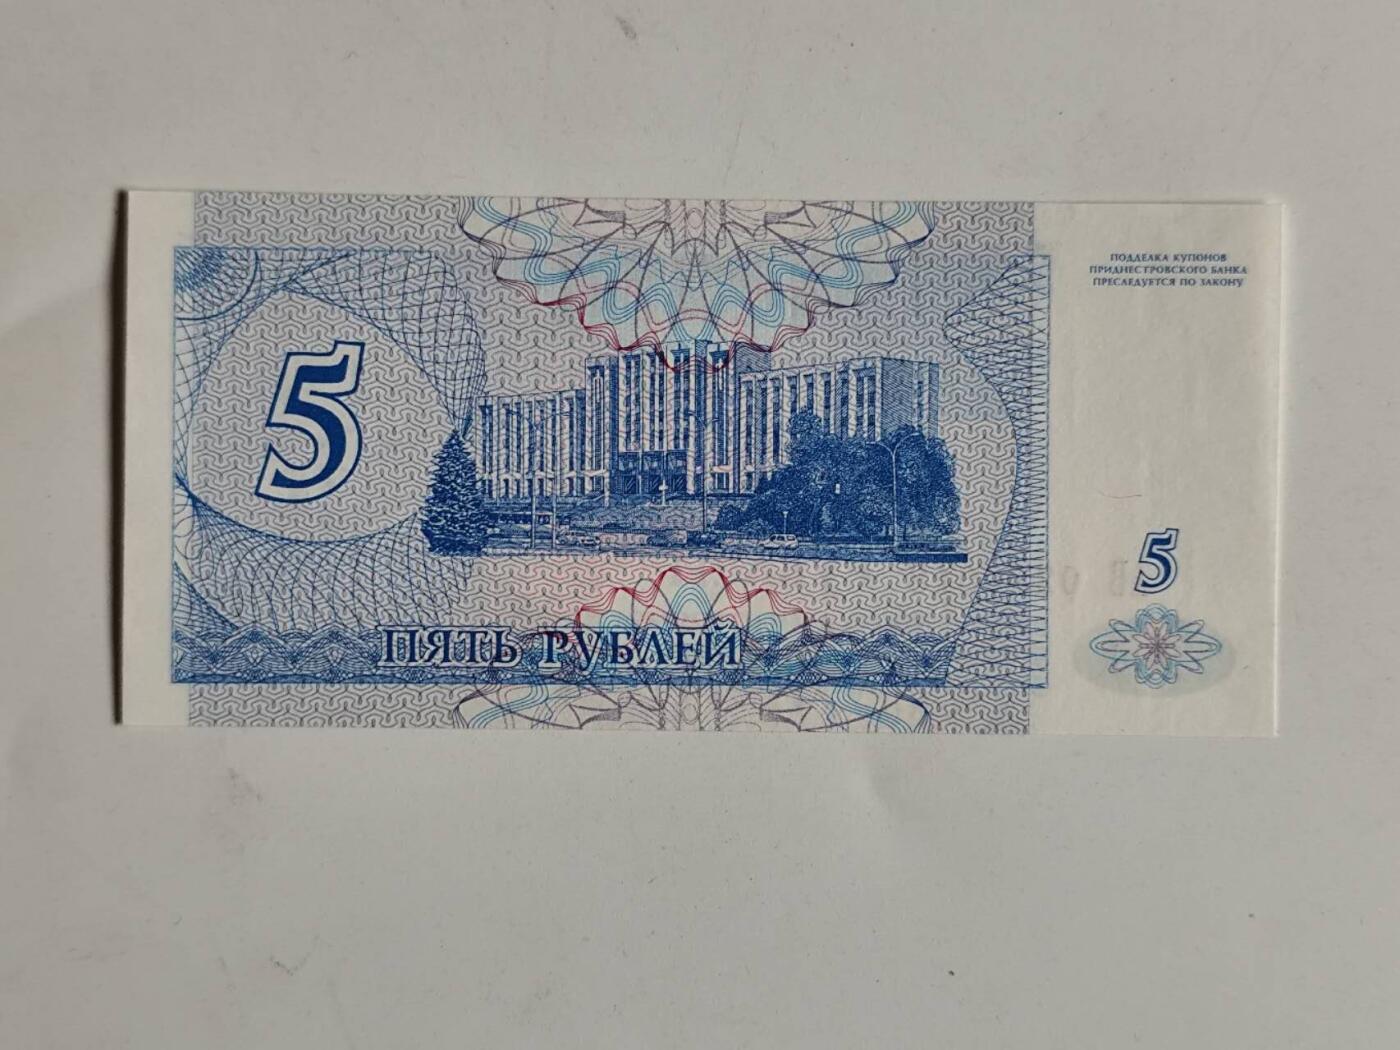 ПОДДЕЛКА КУПОНОВ
ПРИДНЕСТРОВСКОГО БАНКА
ПРЕСЛЕДУЕТСЯ ПО ЗАКОНУ
5
5
ПЯТЬ РУБЛЕЙ